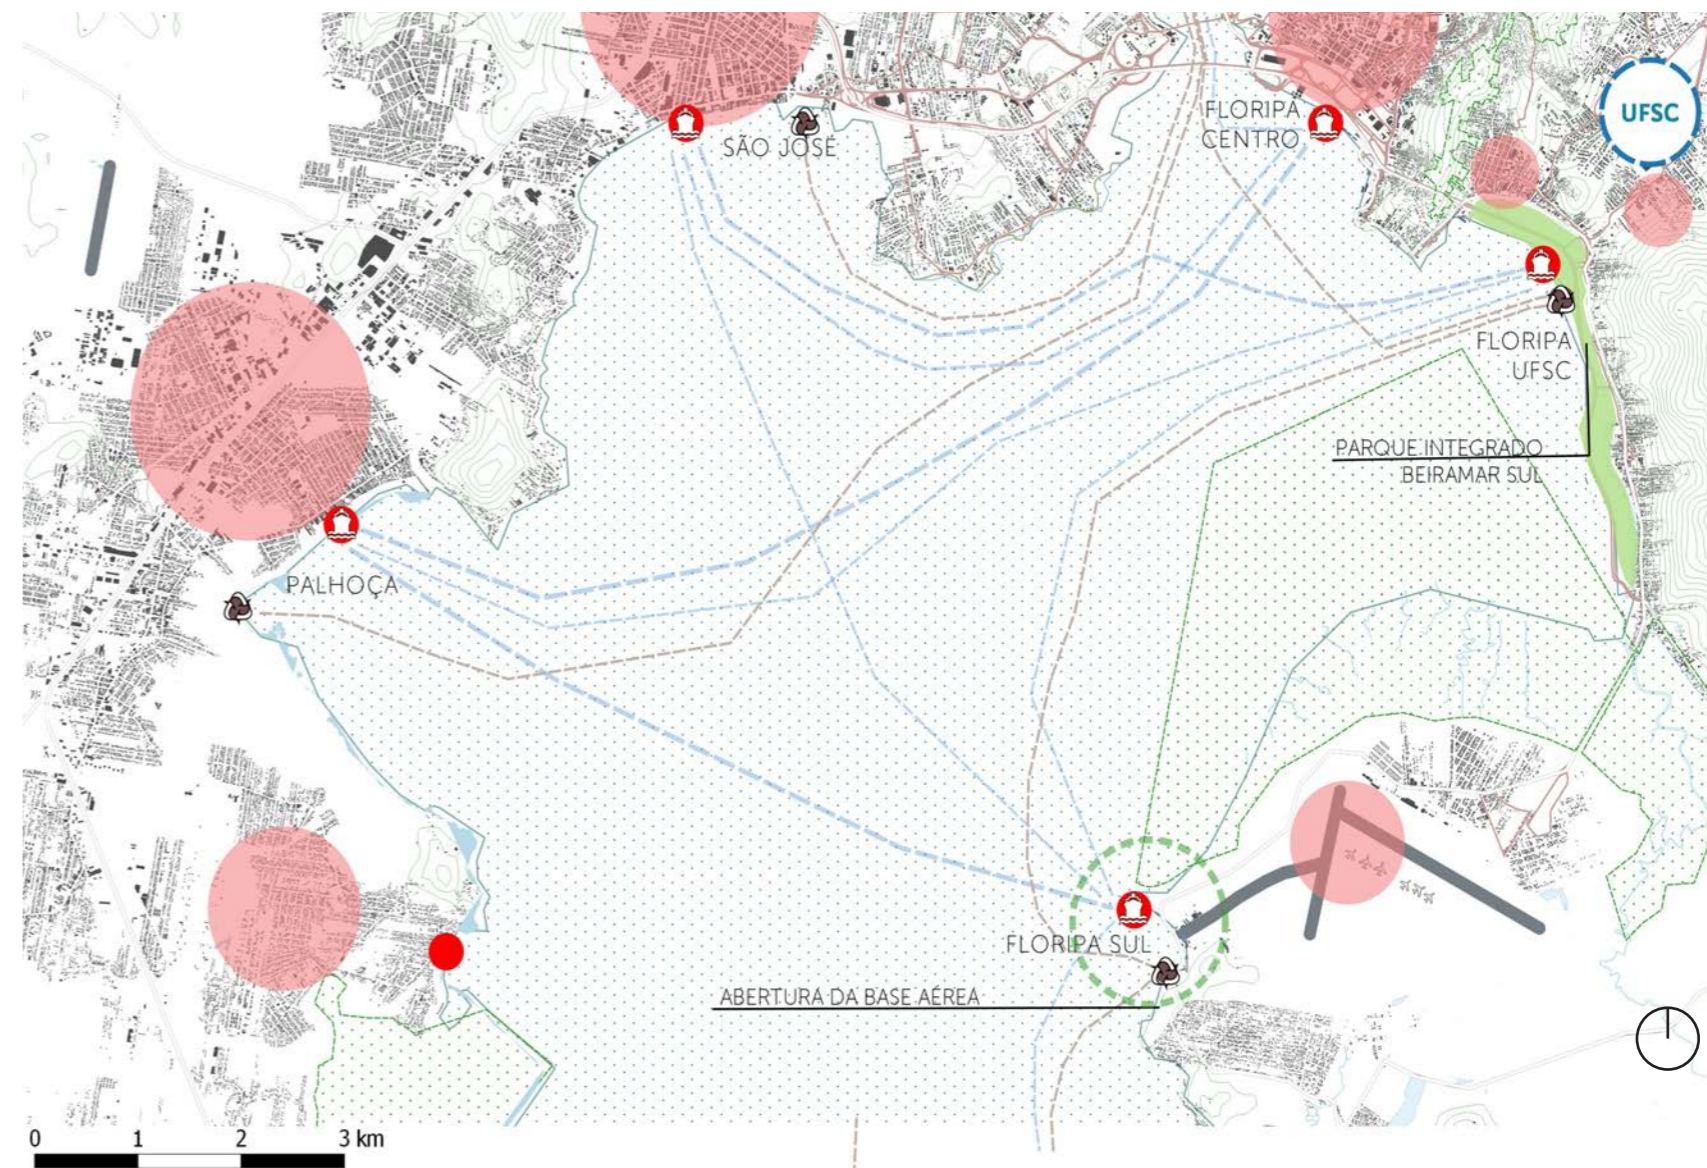 UFSC
FLORIPA
CENTRO
SÃO JOSÉ
FLORIPA
UFSC
PARQUE INTEGRADO
BEIRAMAR SUL
PALHOÇA
FLORIPA SUL
ABERTURA DA BASE AÉREA
0 1 2 3 km